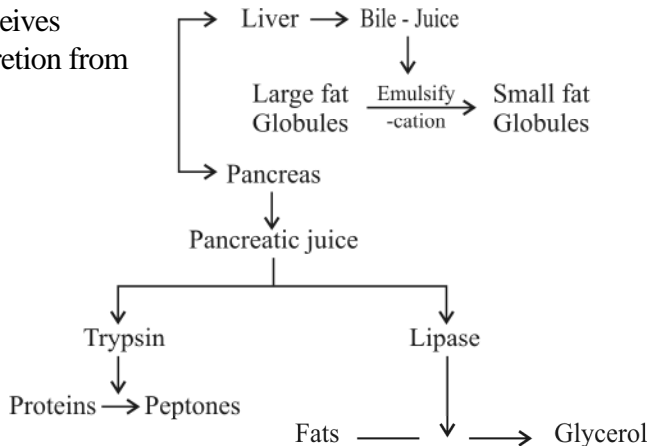 eives
retion from
Liver → Bile - Juice
Large fat Globules
Emulsify
-cation
Small fat Globules
Pancreas
Pancreatic juice
Trypsin
Lipase
Proteins → Peptones
Fats → Glycerol